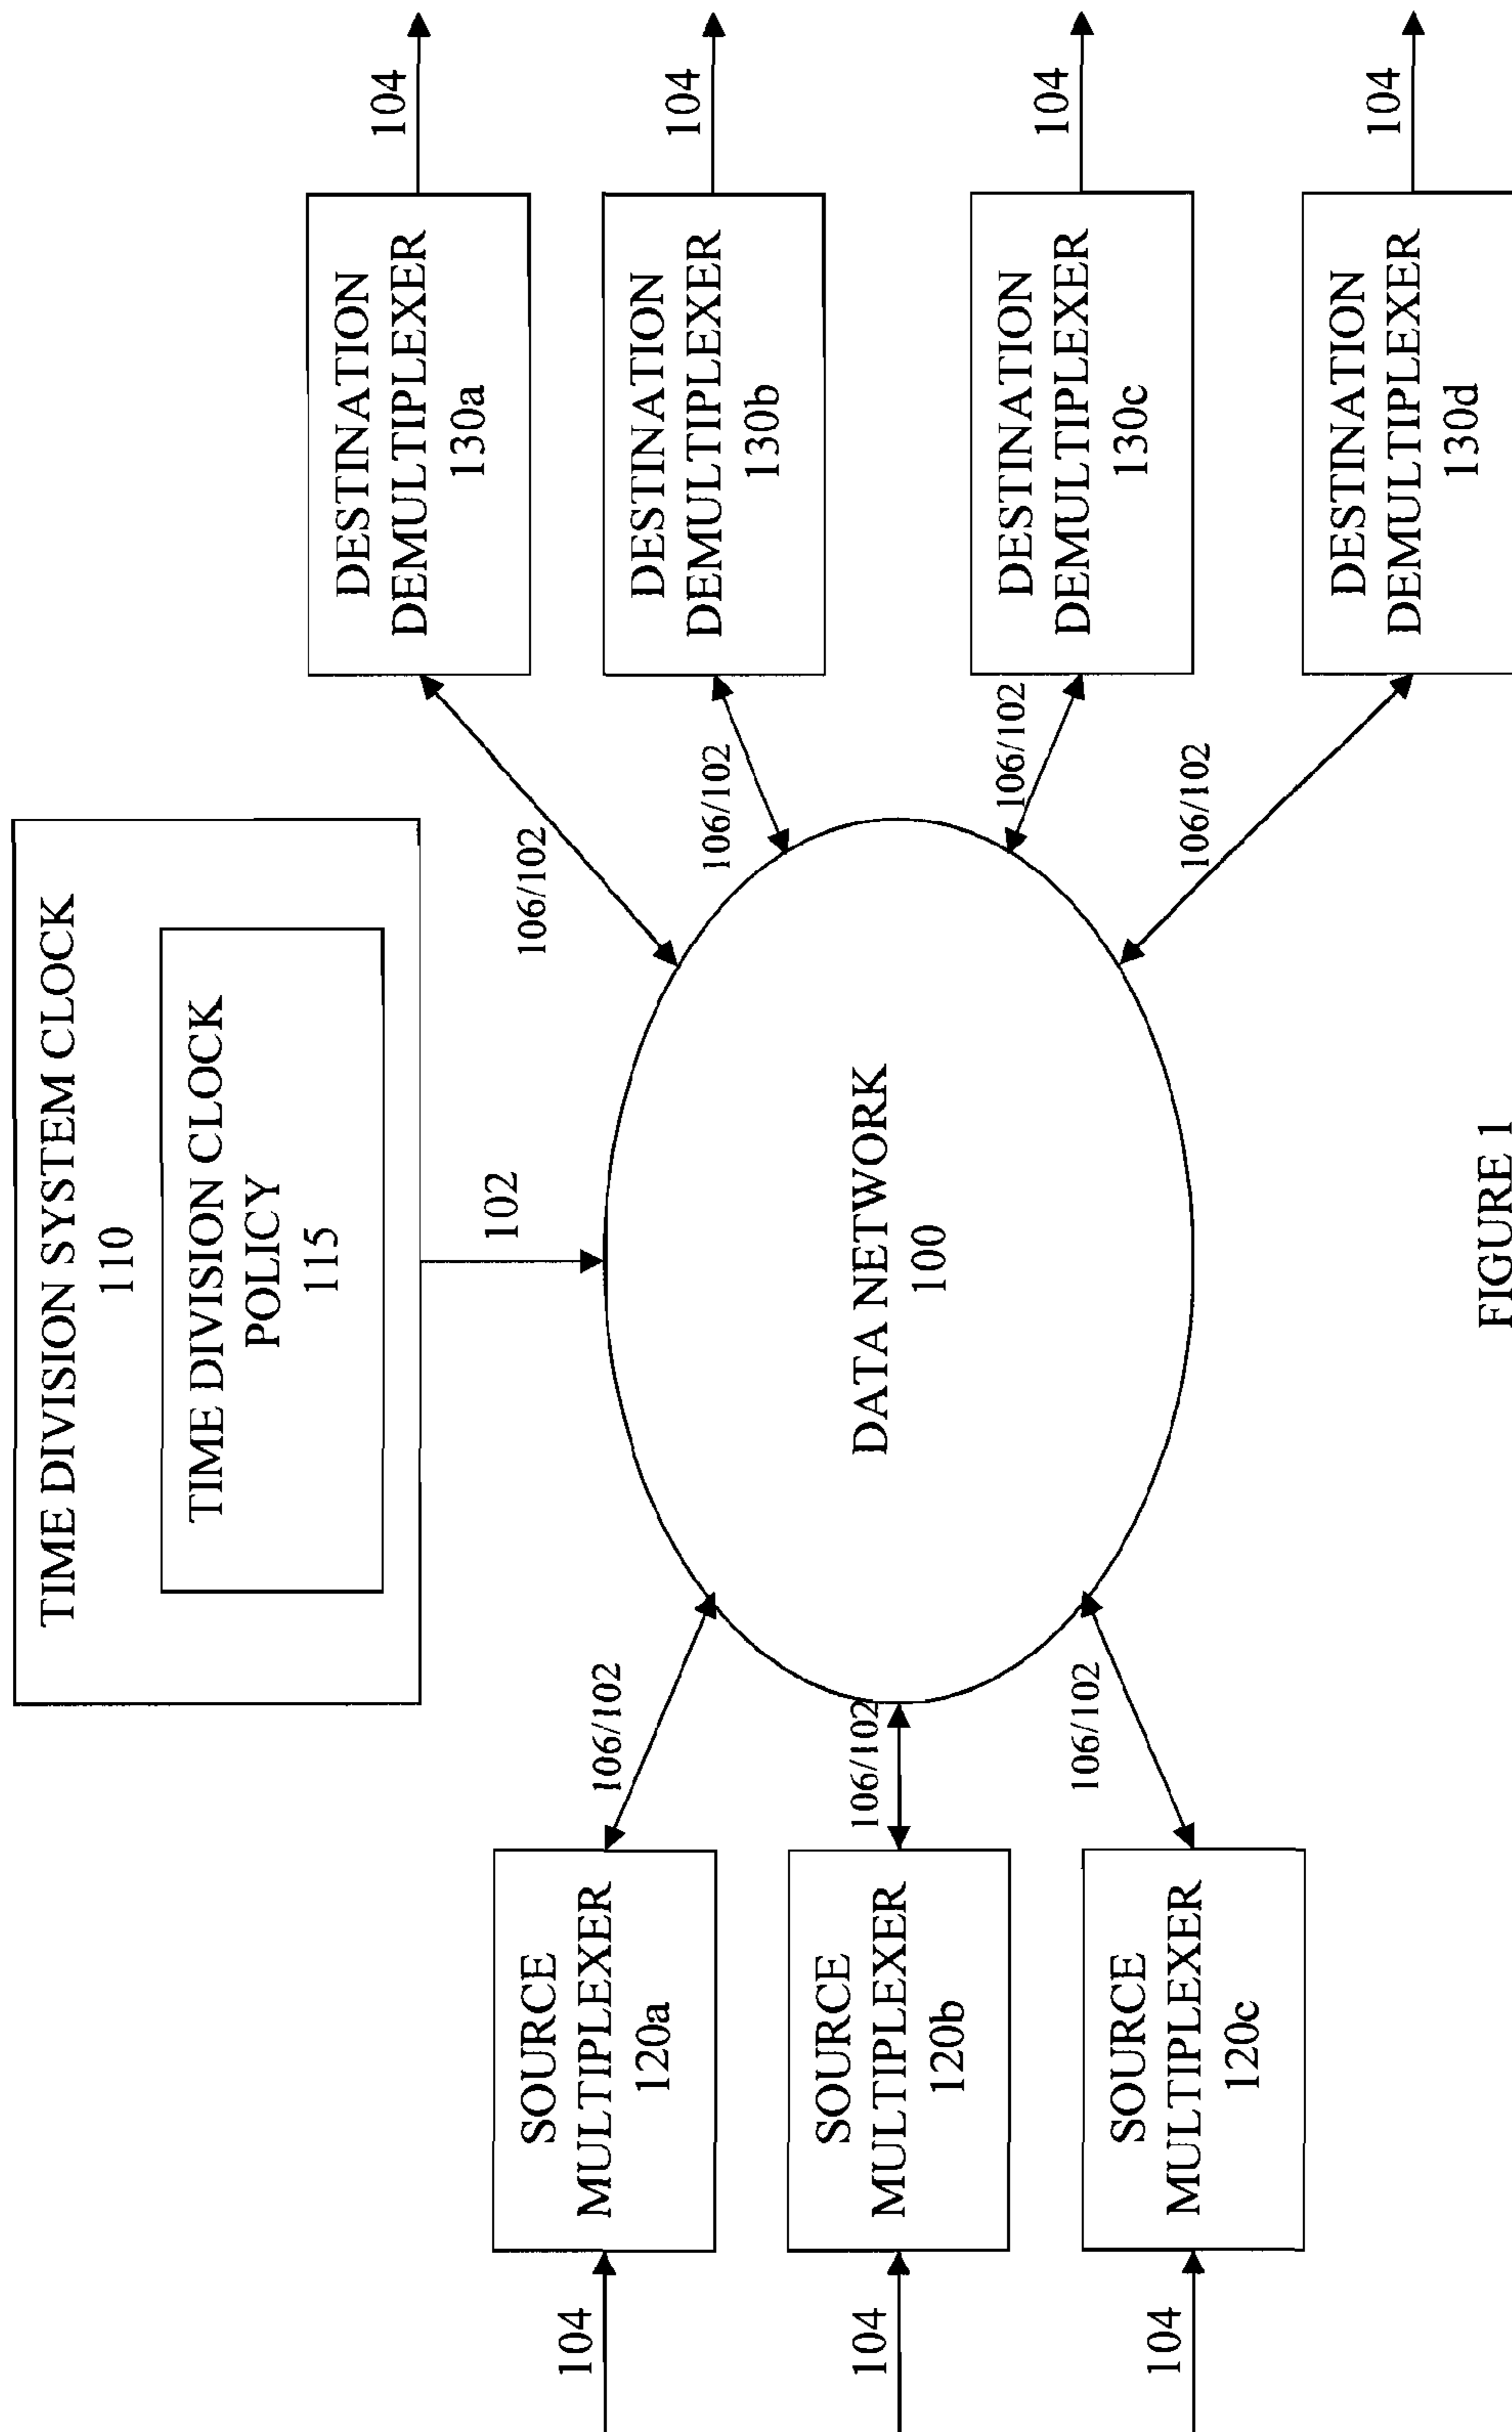 TIME DIVISION SYSTEM CLOCK
110
TIME DIVISION CLOCK
POLICY
115
102
104
SOURCE
MULTIPLEXER
120a
106/102
104
SOURCE
MULTIPLEXER
120b
106/102
104
SOURCE
MULTIPLEXER
120c
106/102
DATA NETWORK
100
106/102
DESTINATION
DEMULTIPLEXER
130a
104
106/102
DESTINATION
DEMULTIPLEXER
130b
104
106/102
DESTINATION
DEMULTIPLEXER
130c
104
106/102
DESTINATION
DEMULTIPLEXER
130d
104
FIGURE 1